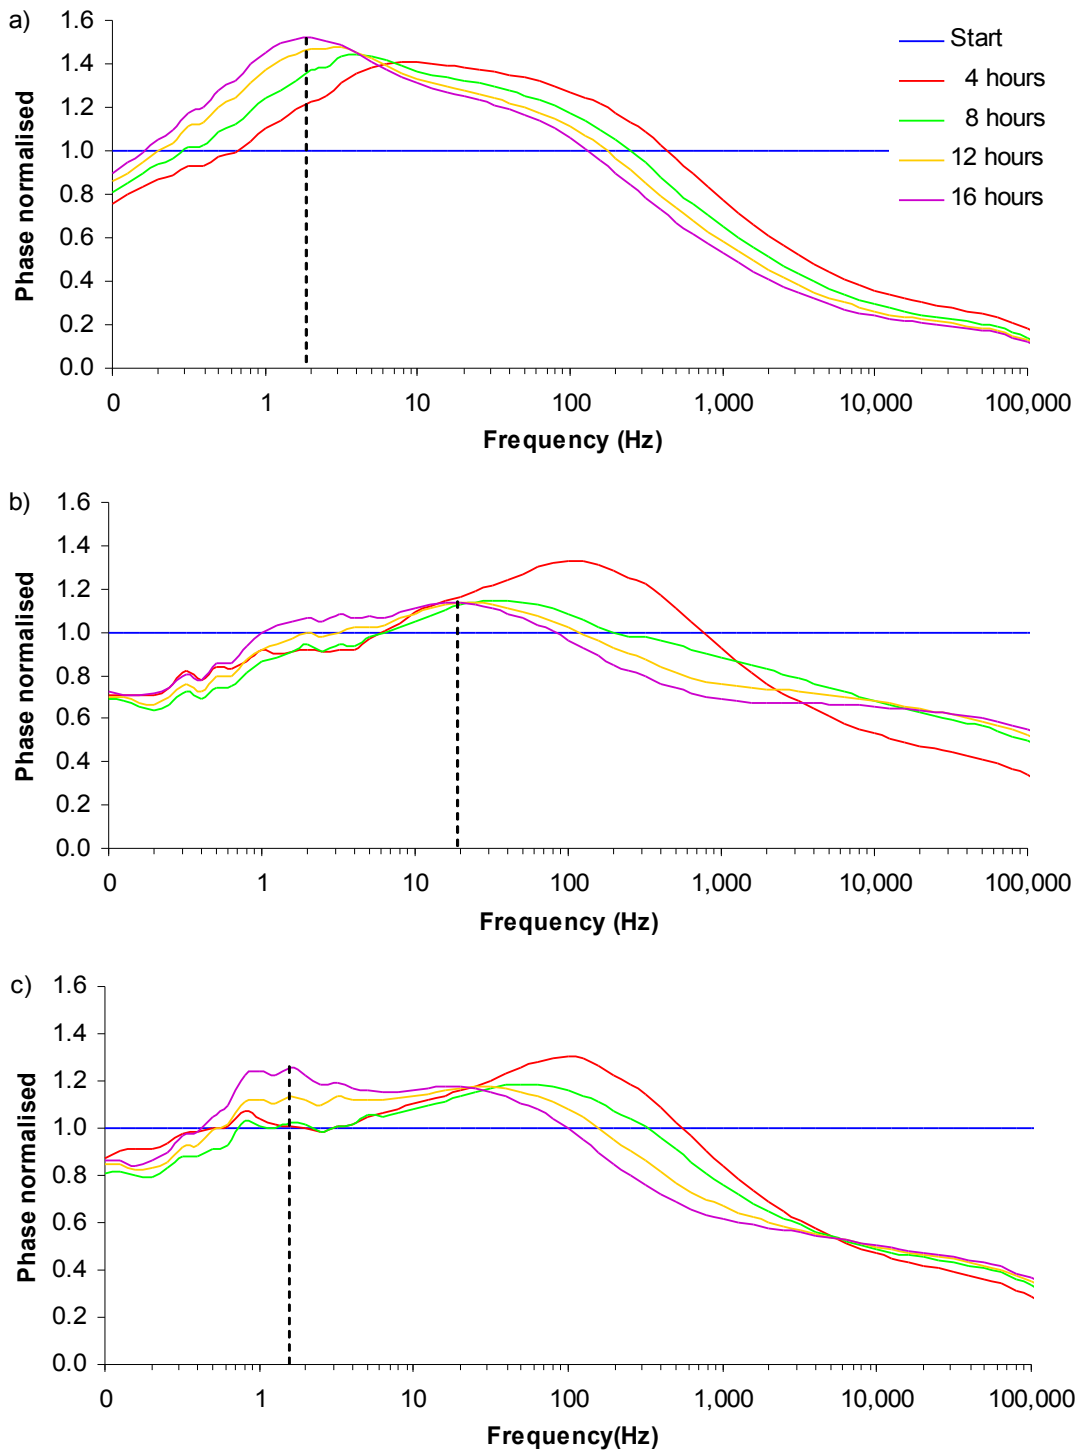 a)
Phase normalised
1.6
1.4
1.2
1.0
0.8
0.6
0.4
0.2
0.0
0 1 10 100 1,000 10,000 100,000
Frequency (Hz)
Start
4 hours
8 hours
12 hours
16 hours
b)
Phase normalised
1.6
1.4
1.2
1.0
0.8
0.6
0.4
0.2
0.0
0 1 10 100 1,000 10,000 100,000
Frequency (Hz)
c)
Phase normalised
1.6
1.4
1.2
1.0
0.8
0.6
0.4
0.2
0.0
0 1 10 100 1,000 10,000 100,000
Frequency(Hz)